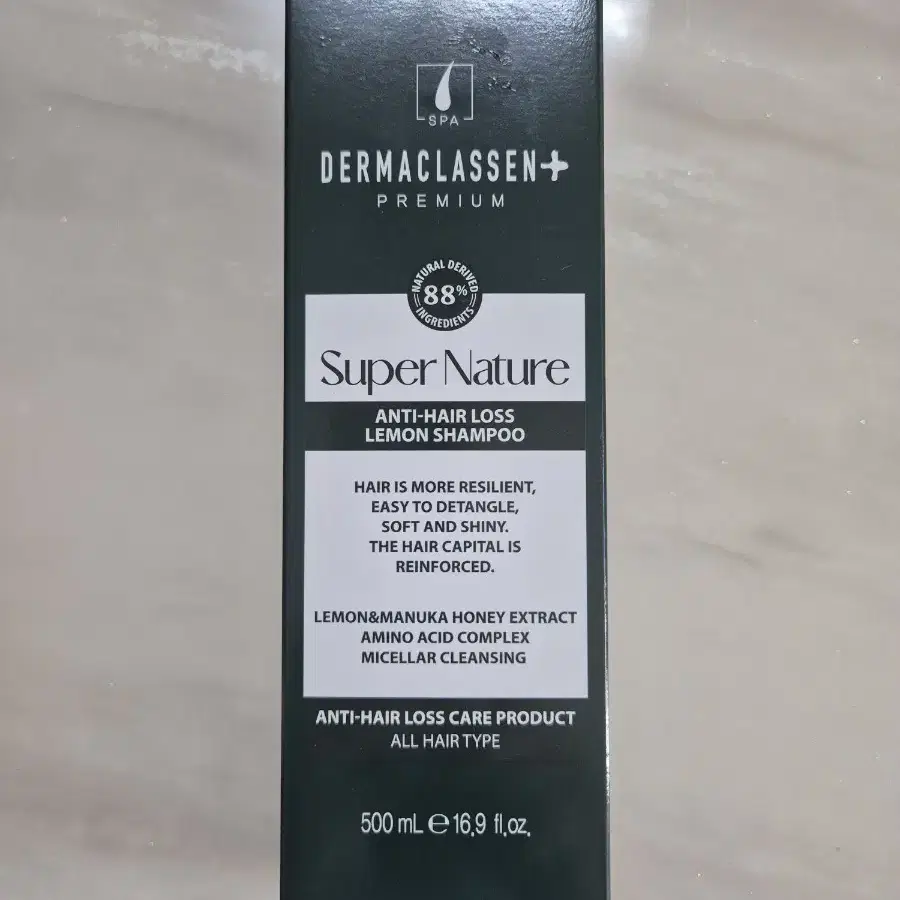 SPA
DERMACLASSEN+
PREMIUM
NATURAL DERIVED
88%
INGREDIENTS
Super Nature
ANTI-HAIR LOSS
LEMON SHAMPOO
HAIR IS MORE RESILIENT,
EASY TO DETANGLE,
SOFT AND SHINY.
THE HAIR CAPITAL IS
REINFORCED.
LEMON&MANUKA HONEY EXTRACT
AMINO ACID COMPLEX
MICELLAR CLEANSING
ANTI-HAIR LOSS CARE PRODUCT
ALL HAIR TYPE
500 mL ℮ 16.9 fl.oz.